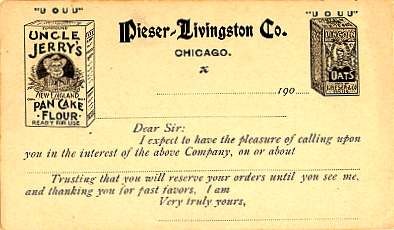 UNCLE
JERRY'S
NEW ENGLAND
PAN CAKE
FLOUR
READY FOR USE
Pieser-Livingston Co.
CHICAGO.
OATS
190
Dear Sir:
I expect to have the pleasure of calling upon
you in the interest of the above Company, on or about
Trusting that you will reserve your orders until you see me,
and thanking you for past favors, I am
Very truly yours,